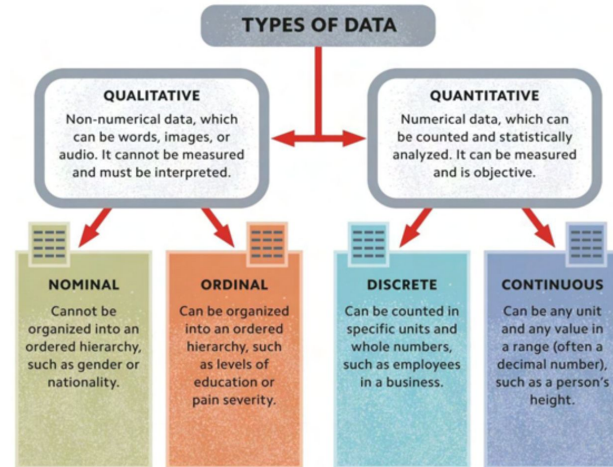 TYPES OF DATA
QUALITATIVE
Non-numerical data, which
can be words, images, or
audio. It cannot be measured
and must be interpreted.
QUANTITATIVE
Numerical data, which can
be counted and statistically
analyzed. It can be measured
and is objective.
NOMINAL
Cannot be
organized into an
ordered hierarchy,
such as gender or
nationality.
ORDINAL
Can be organized
into an ordered
hierarchy, such
as levels of
education or
pain severity.
DISCRETE
Can be counted in
specific units and
whole numbers,
such as employees
in a business.
CONTINUOUS
Can be any unit
and any value in
a range (often a
decimal number),
such as a person's
height.